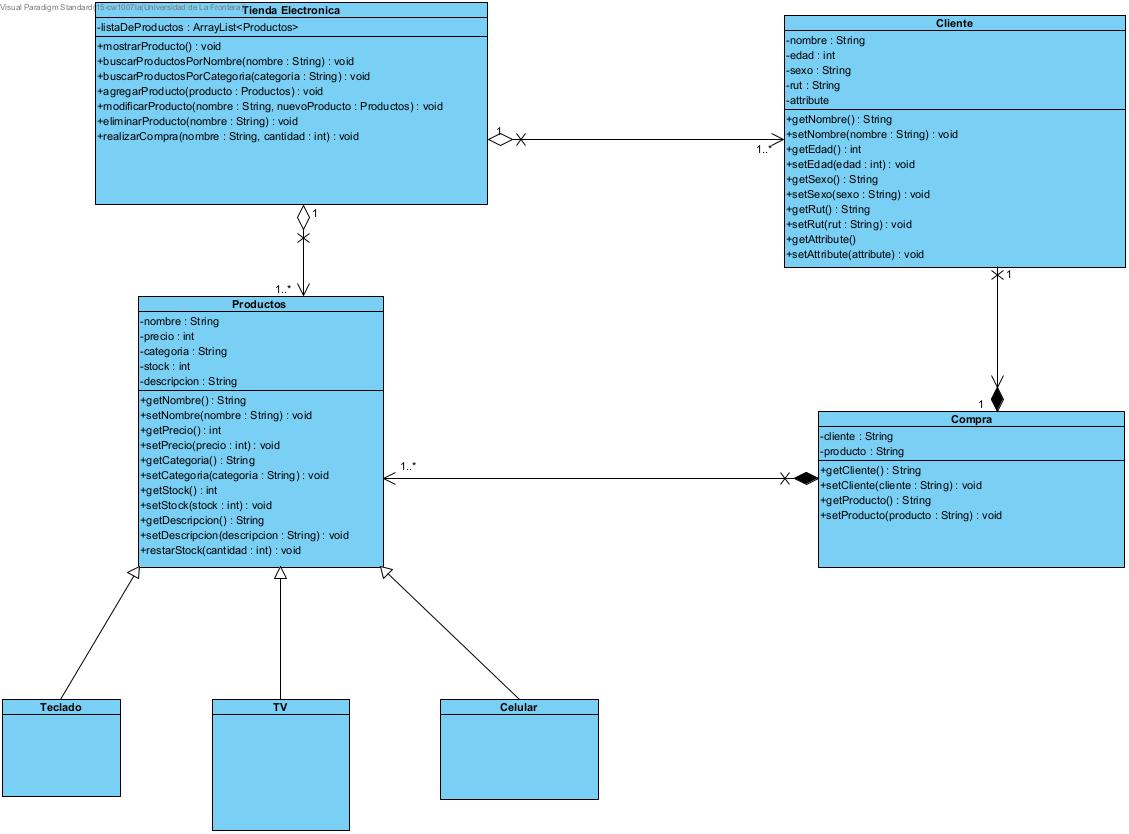 Visual Paradigm Standard(Universidad de La Frontera)
Tienda Electronica
-listaDeProductos : ArrayList<Productos>
+mostrarProducto() : void
+buscarProductosPorNombre(nombre : String) : void
+buscarProductosPorCategoria(categoria : String) : void
+agregarProducto(producto : Productos) : void
+modificarProducto(nombre : String, nuevoProducto : Productos) : void
+eliminarProducto(nombre : String) : void
+realizarCompra(nombre : String, cantidad : int) : void
1
1..*
1
1..*
Cliente
-nombre : String
-edad : int
-sexo : String
-rut : String
-attribute
+getNombre() : String
+setNombre(nombre : String) : void
+getEdad() : int
+setEdad(edad : int) : void
+getSexo() : String
+setSexo(sexo : String) : void
+getRut() : String
+setRut(rut : String) : void
+getAttribute()
+setAttribute(attribute) : void
1
1
Productos
-nombre : String
-precio : int
-categoria : String
-stock : int
-descripcion : String
+getNombre() : String
+setNombre(nombre : String) : void
+getPrecio() : int
+setPrecio(precio : int) : void
+getCategoria() : String
+setCategoria(categoria : String) : void
+getStock() : int
+setStock(stock : int) : void
+getDescripcion() : String
+setDescripcion(descripcion : String) : void
+restarStock(cantidad : int) : void
1..*
Compra
-cliente : String
-producto : String
+getCliente() : String
+setCliente(cliente : String) : void
+getProducto() : String
+setProducto(producto : String) : void
Teclado
TV
Celular